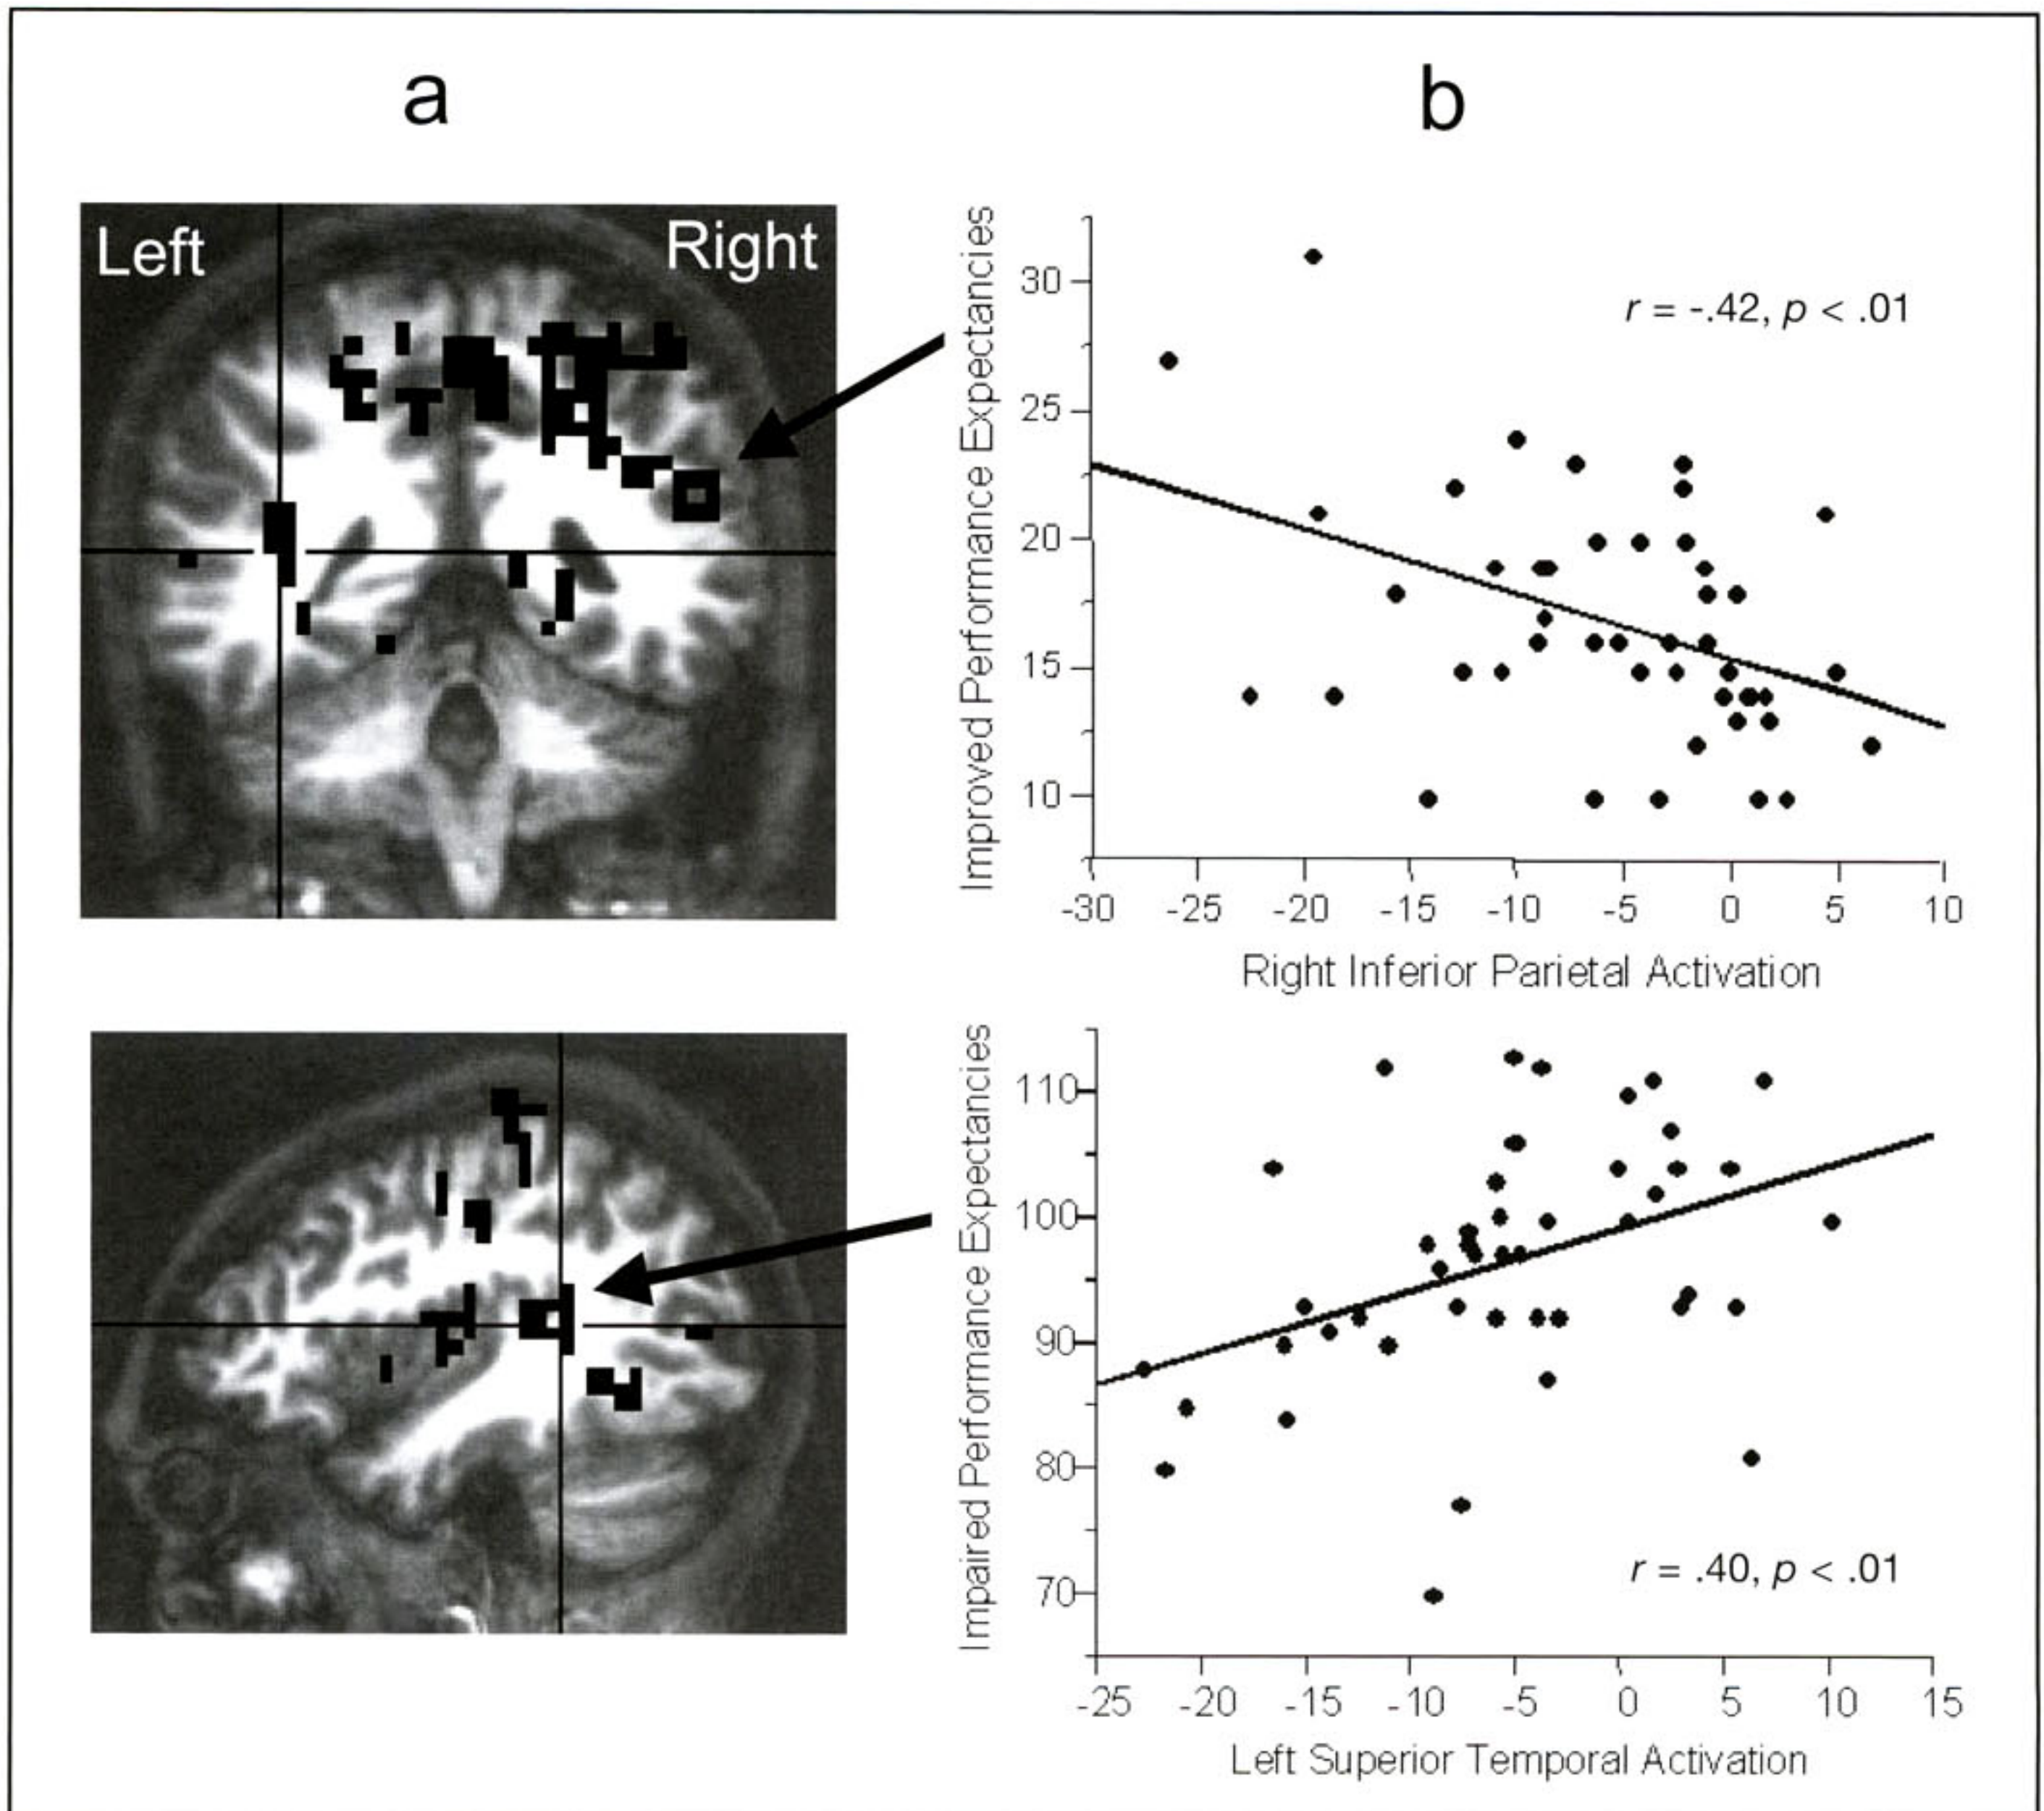 a
b
Left
Right
Improved Performance Expectancies
30
25
20
15
10
r = -.42, p < .01
-30 -25 -20 -15 -10 -5 0 5 10
Right Inferior Parietal Activation
Impaired Performance Expectancies
110
100
90
80
70
r = .40, p < .01
-25 -20 -15 -10 -5 0 5 10 15
Left Superior Temporal Activation